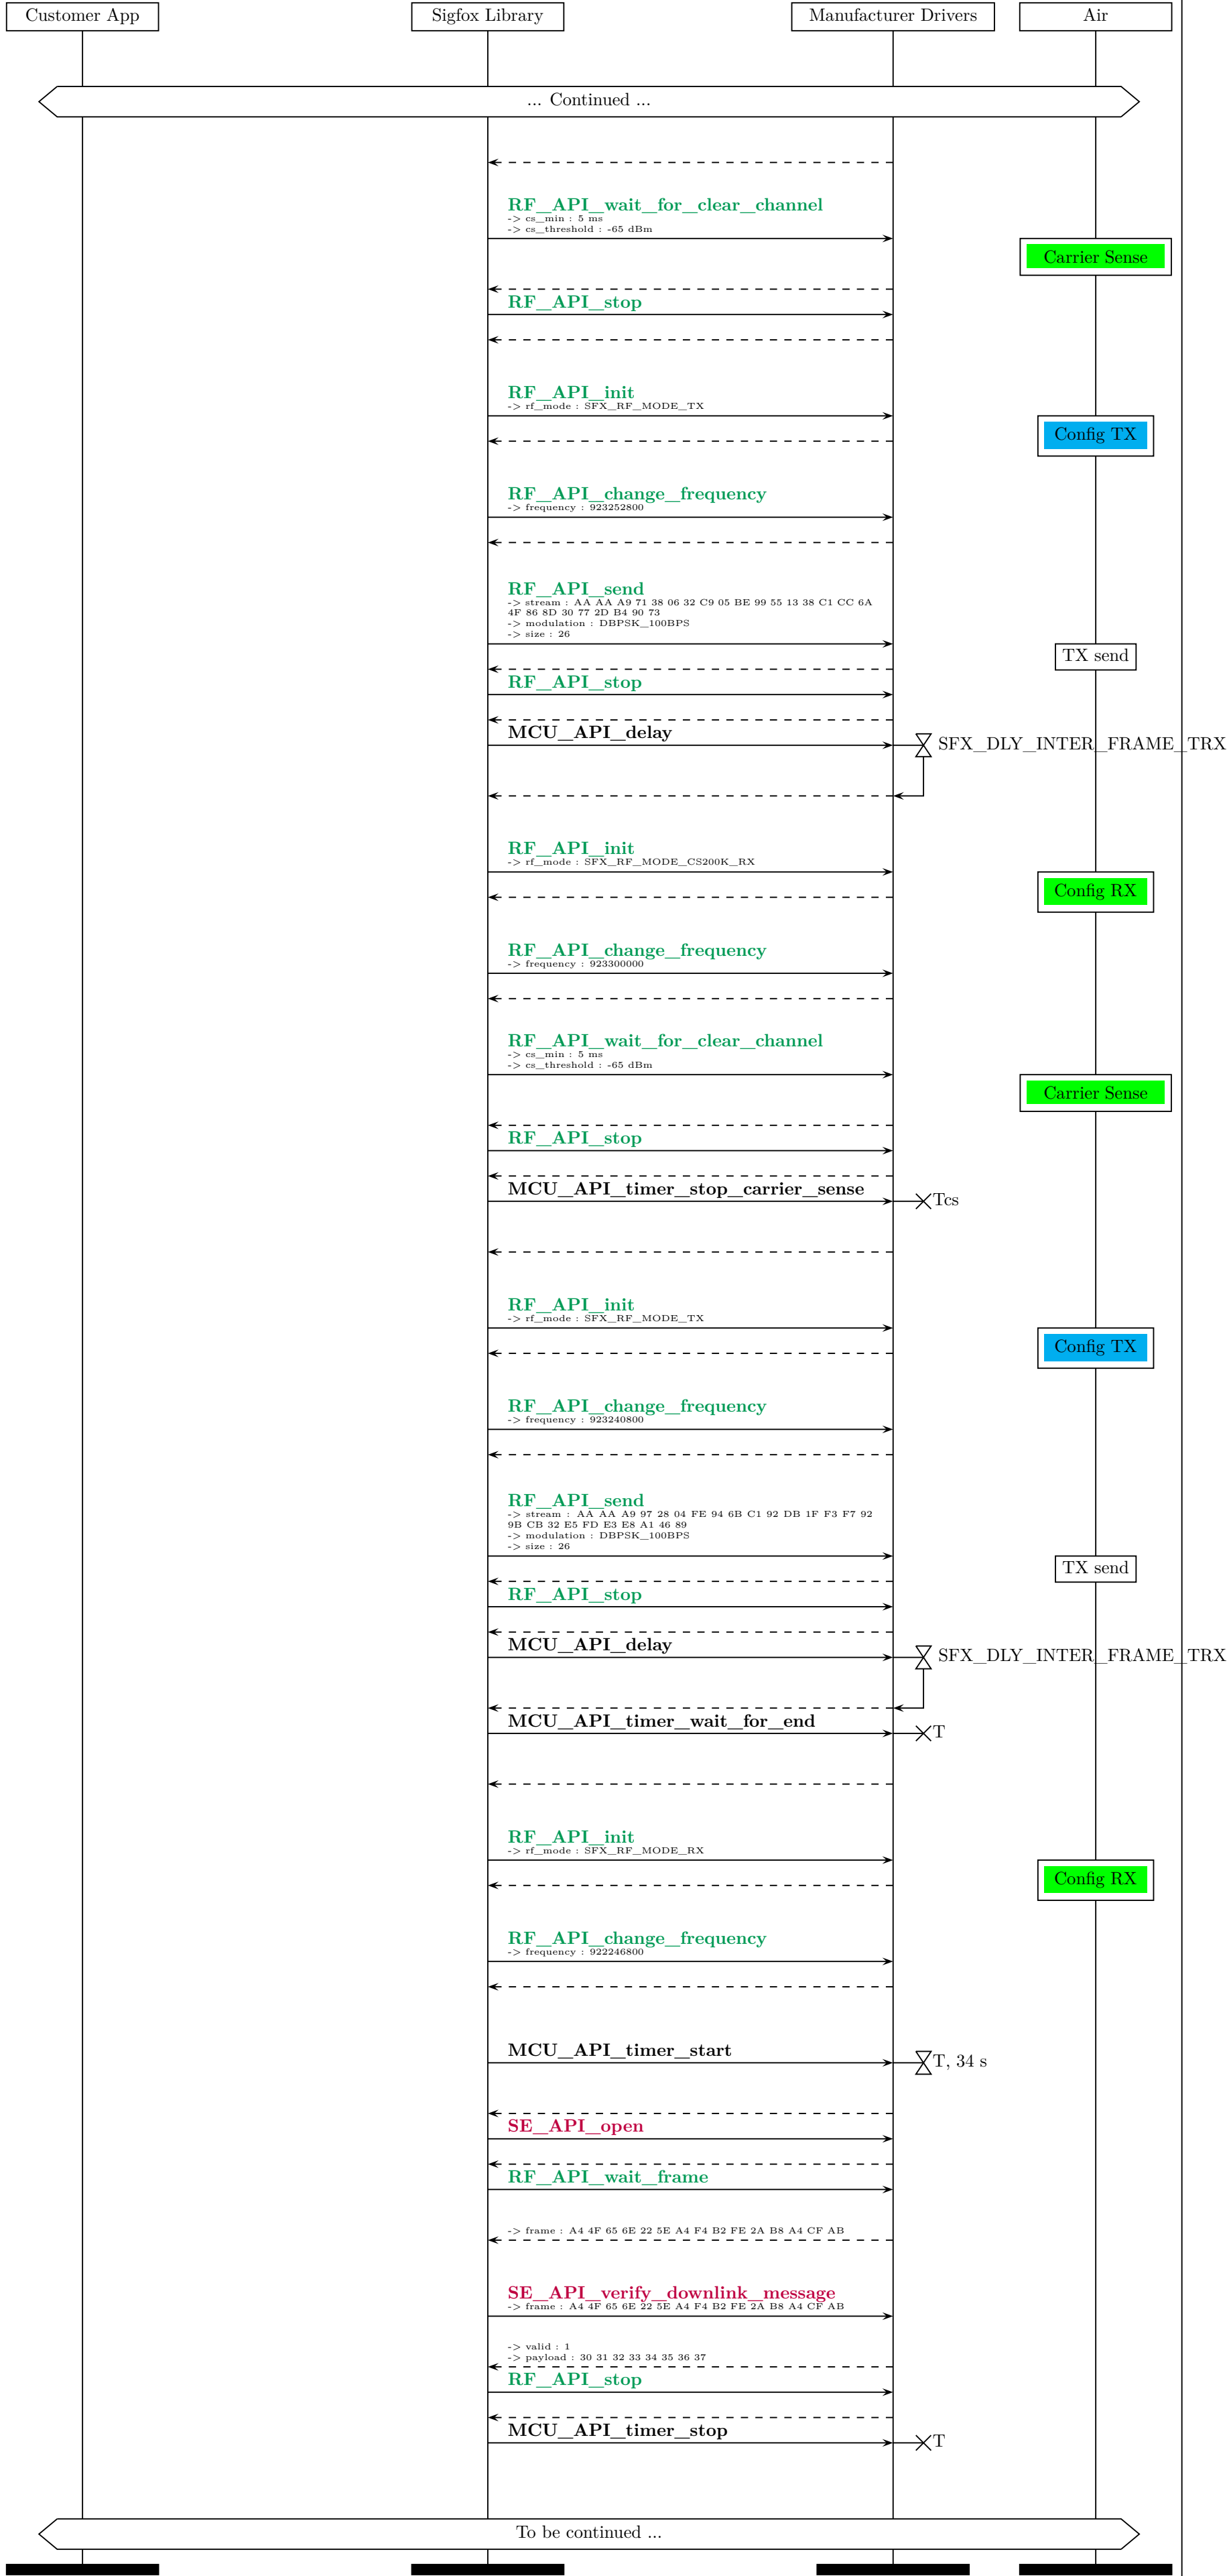 Customer App
Sigfox Library
Manufacturer Drivers
Air
... Continued ...
RF_API_wait_for_clear_channel
-> cs_min : 5 ms
-> cs_threshold : -65 dBm
Carrier Sense
RF_API_stop
RF_API_init
-> rf_mode : SFX_RF_MODE_TX
Config TX
RF_API_change_frequency
-> frequency : 923252800
RF_API_send
-> stream : AA AA A9 71 38 06 32 C9 05 BE 99 55 13 38 C1 CC 6A
4F 86 8D 30 77 2D B4 90 73
-> modulation : DBPSK_100BPS
-> size : 26
TX send
RF_API_stop
MCU_API_delay
SFX_DLY_INTER_FRAME_TRX
RF_API_init
-> rf_mode : SFX_RF_MODE_CS200K_RX
Config RX
RF_API_change_frequency
-> frequency : 923300000
RF_API_wait_for_clear_channel
-> cs_min : 5 ms
-> cs_threshold : -65 dBm
Carrier Sense
RF_API_stop
MCU_API_timer_stop_carrier_sense
Tcs
RF_API_init
-> rf_mode : SFX_RF_MODE_TX
Config TX
RF_API_change_frequency
-> frequency : 923240800
RF_API_send
-> stream : AA AA A9 97 28 04 FE 94 6B C1 92 DB 1F F3 F7 92
9B CB 32 E5 FD E3 E8 A1 46 89
-> modulation : DBPSK_100BPS
-> size : 26
TX send
RF_API_stop
MCU_API_delay
SFX_DLY_INTER_FRAME_TRX
MCU_API_timer_wait_for_end
T
RF_API_init
-> rf_mode : SFX_RF_MODE_RX
Config RX
RF_API_change_frequency
-> frequency : 922246800
MCU_API_timer_start
T, 34 s
SE_API_open
RF_API_wait_frame
-> frame : A4 4F 65 6E 22 5E A4 F4 B2 FE 2A B8 A4 CF AB
SE_API_verify_downlink_message
-> frame : A4 4F 65 6E 22 5E A4 F4 B2 FE 2A B8 A4 CF AB
-> valid : 1
-> payload : 30 31 32 33 34 35 36 37
RF_API_stop
MCU_API_timer_stop
T
To be continued ...